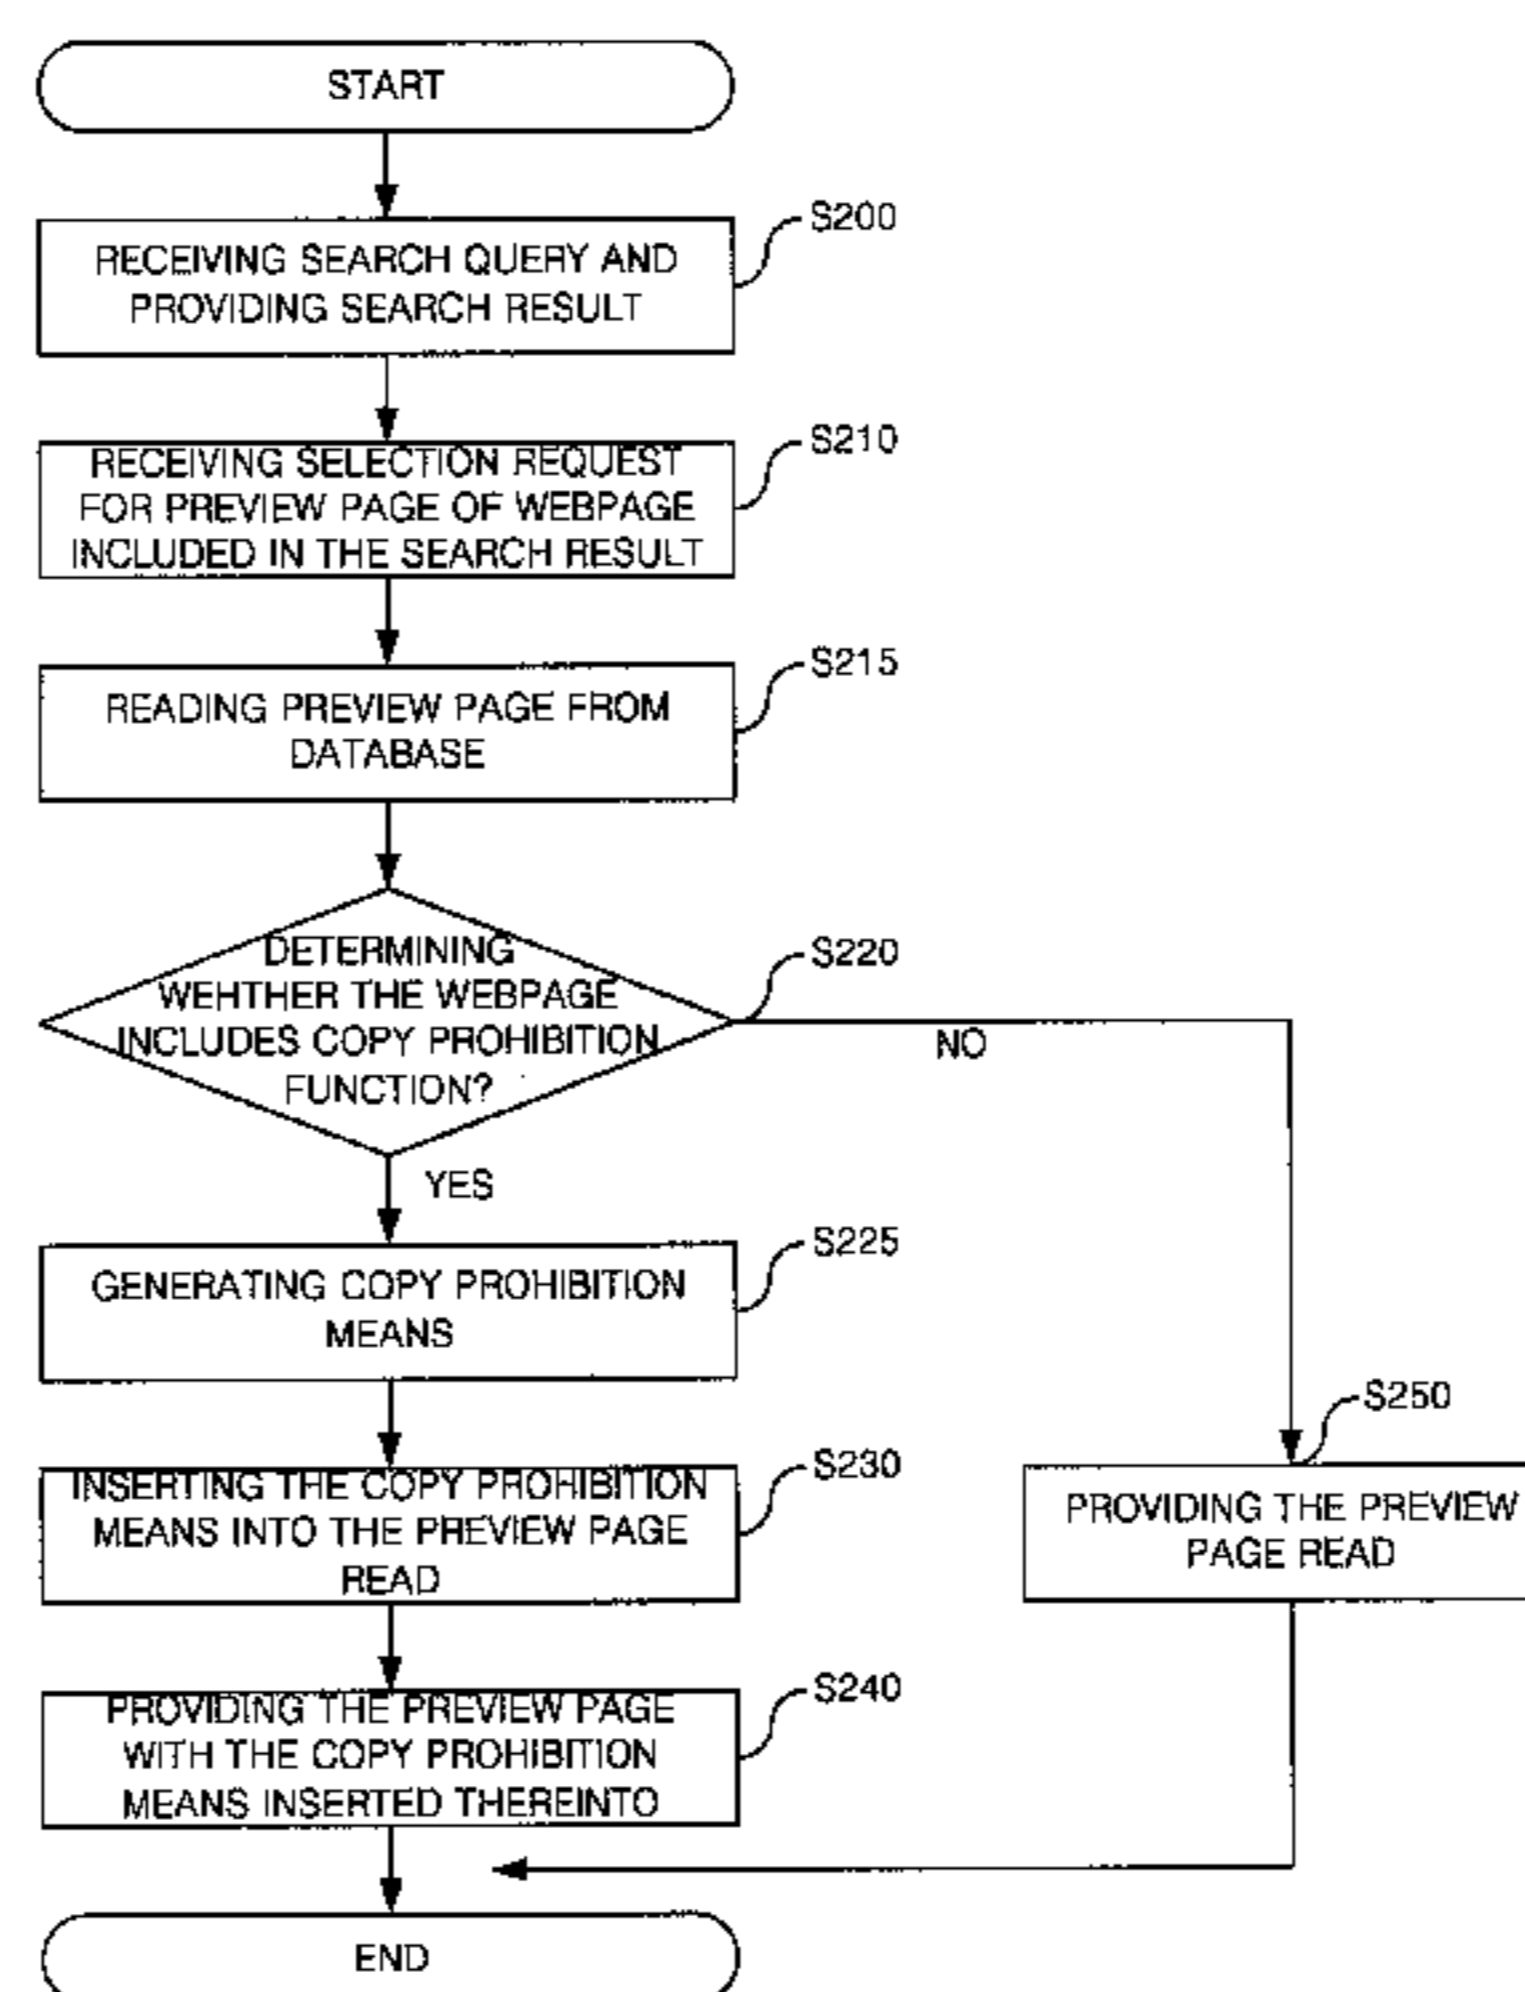 START
S200
RECEIVING SEARCH QUERY AND
PROVIDING SEARCH RESULT
S210
RECEIVING SELECTION REQUEST
FOR PREVIEW PAGE OF WEBPAGE
INCLUDED IN THE SEARCH RESULT
S215
READING PREVIEW PAGE FROM
DATABASE
S220
DETERMINING
WEHTHER THE WEBPAGE
INCLUDES COPY PROHIBITION
FUNCTION?
NO
YES
S225
GENERATING COPY PROHIBITION
MEANS
S250
PROVIDING THE PREVIEW
PAGE READ
S230
INSERTING THE COPY PROHIBITION
MEANS INTO THE PREVIEW PAGE
READ
S240
PROVIDING THE PREVIEW PAGE
WITH THE COPY PROHIBITION
MEANS INSERTED THEREINTO
END